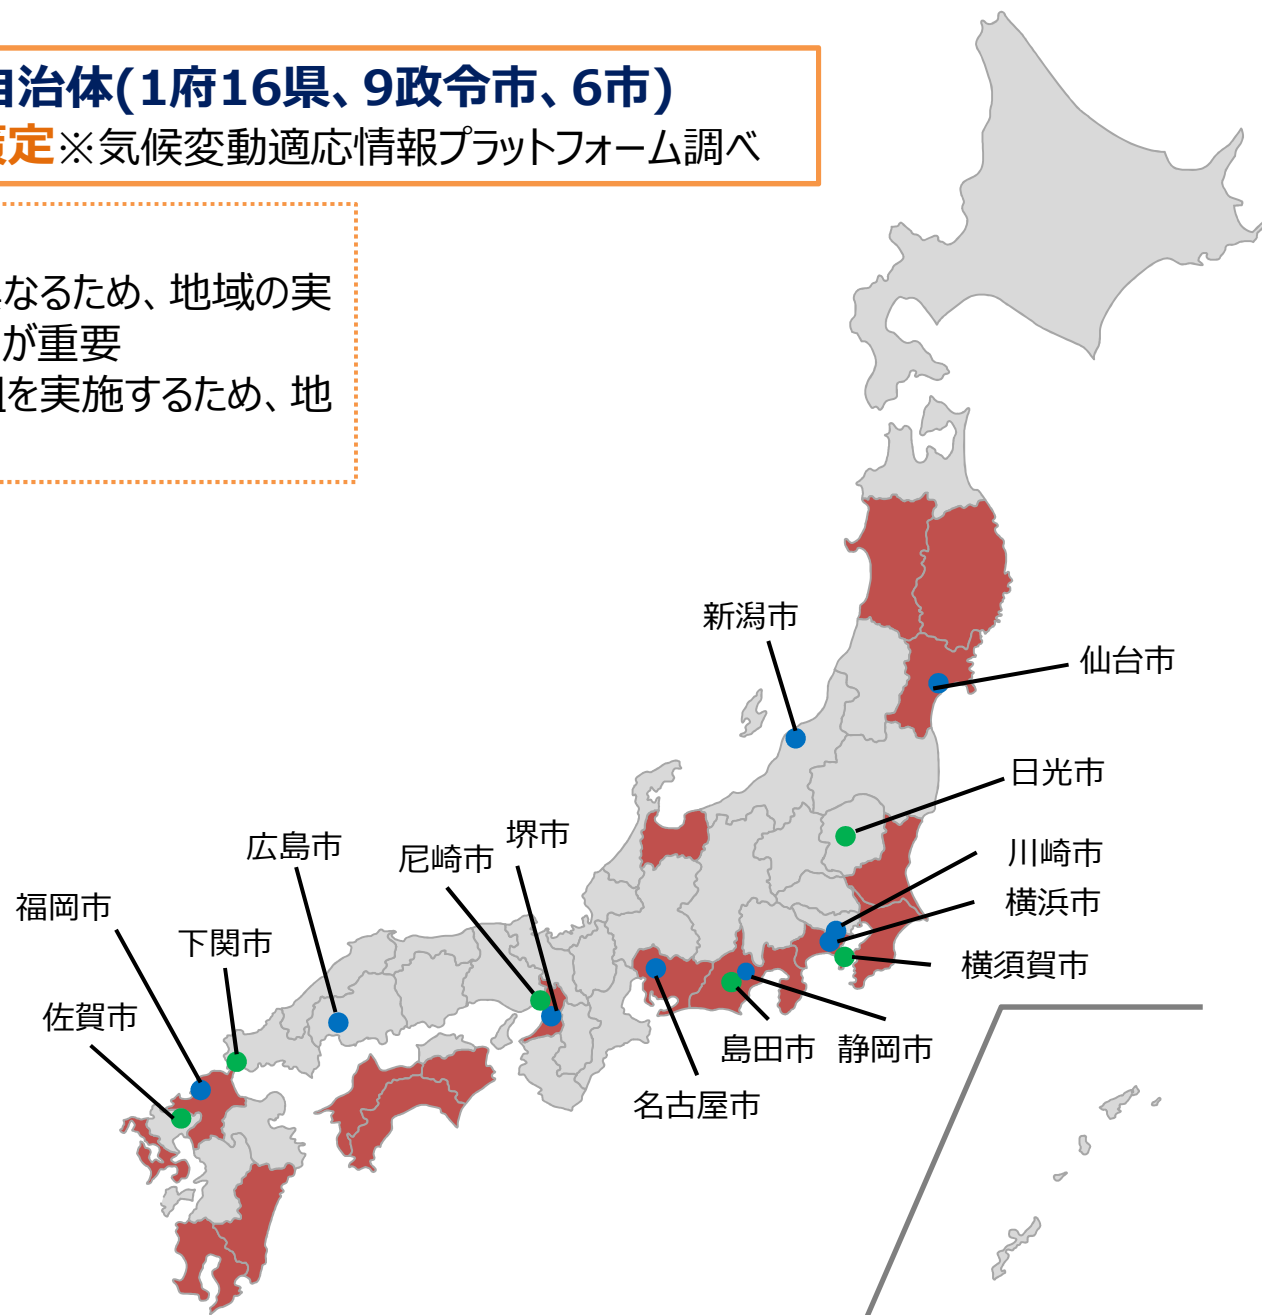 自治体(1府16県、9政令市、6市)
策定※気候変動適応情報プラットフォーム調べ
なるため、地域の実
が重要
組を実施するため、地
新潟市
仙台市
日光市
堺市
広島市
尼崎市
川崎市
横浜市
福岡市
下関市
横須賀市
佐賀市
島田市
静岡市
名古屋市